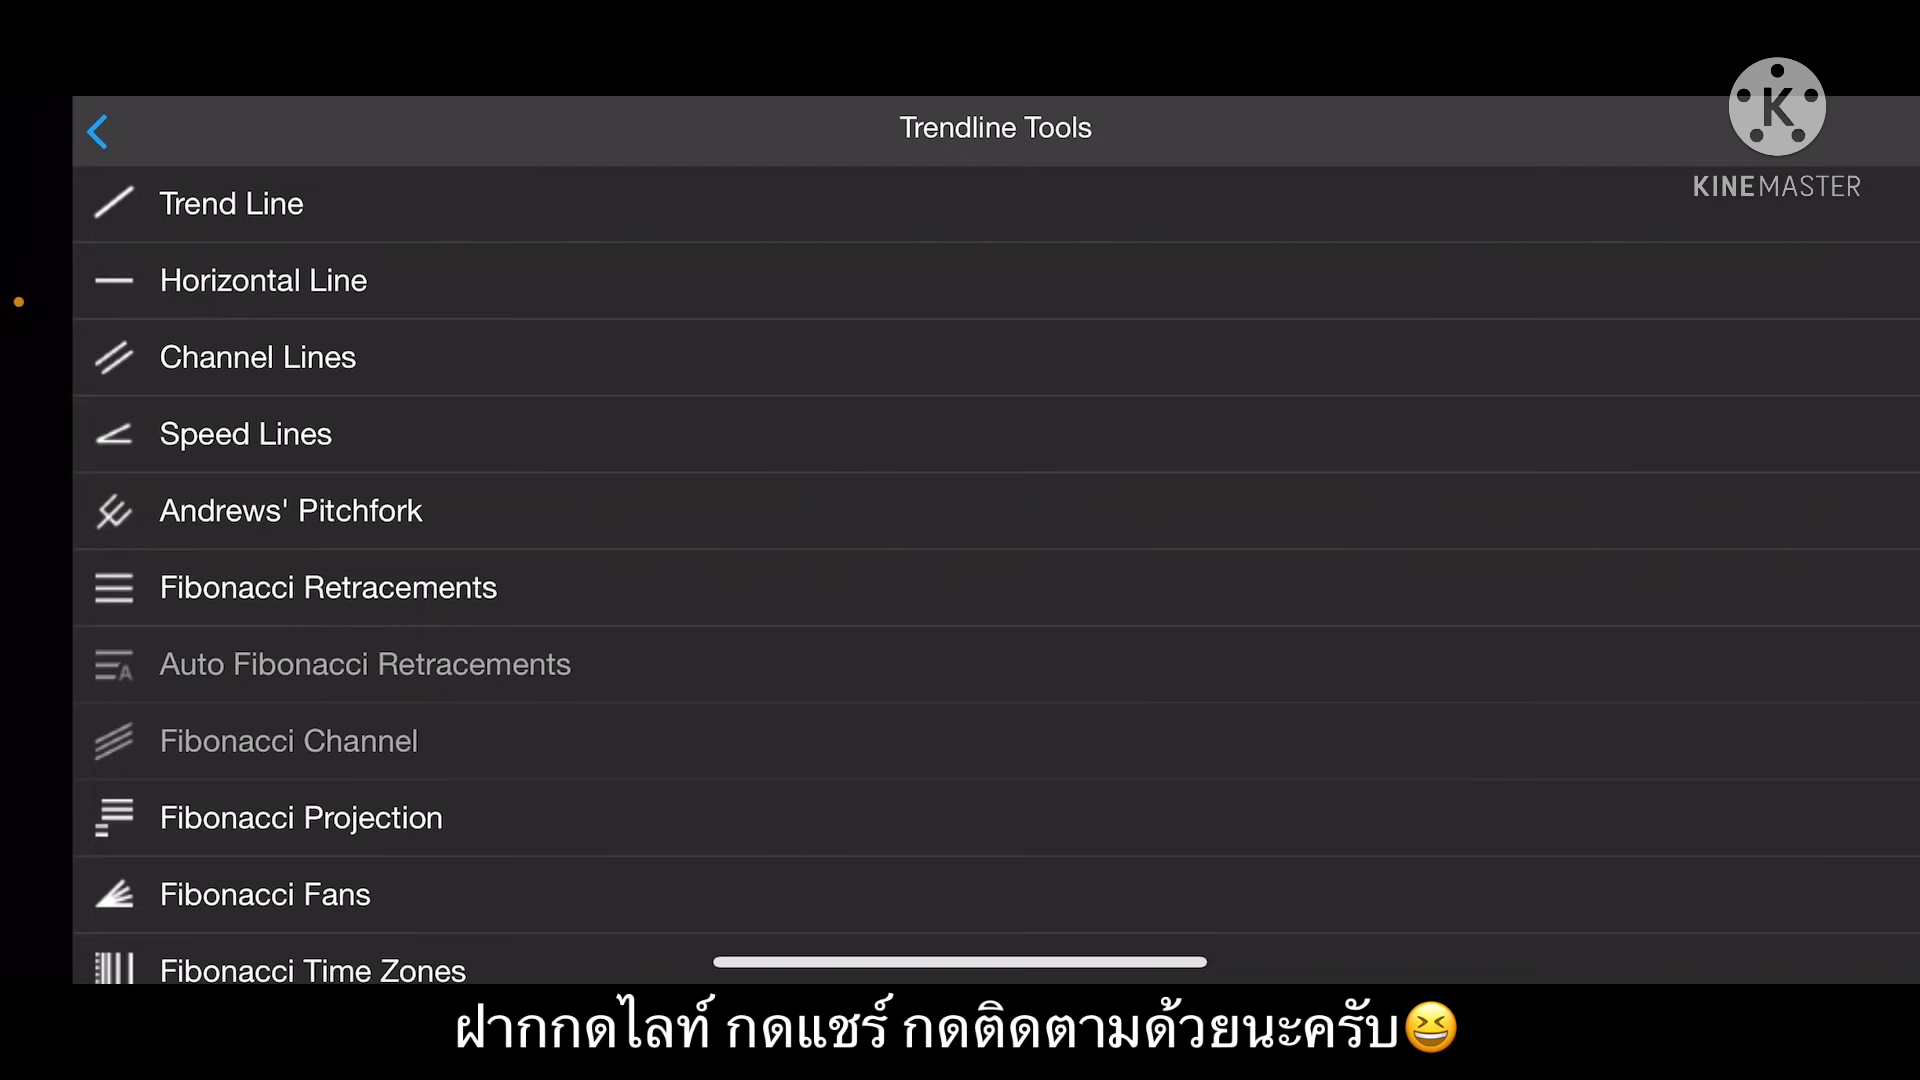 Trendline Tools
K
KINEMASTER
Trend Line
Horizontal Line
Channel Lines
Speed Lines
Andrews' Pitchfork
Fibonacci Retracements
A
Auto Fibonacci Retracements
Fibonacci Channel
Fibonacci Projection
Fibonacci Fans
Fibonacci Time Zones
ฝากกดไลท์ กดแชร์ กดติดตามด้วยนะครับ😆